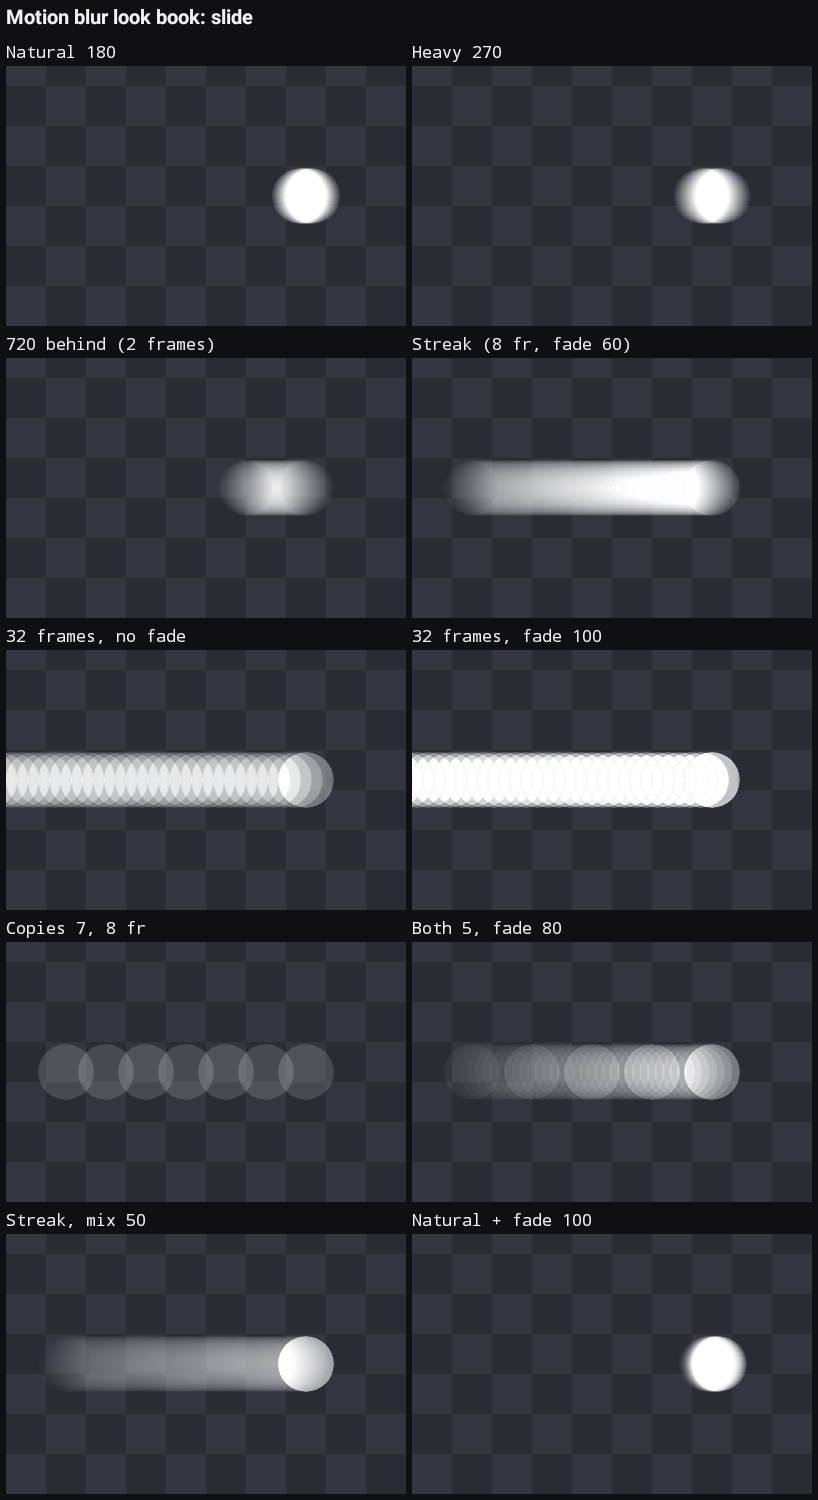 Motion blur look book: slide
Natural 180
Heavy 270
720 behind (2 frames)
Streak (8 fr, fade 60)
32 frames, no fade
32 frames, fade 100
Copies 7, 8 fr
Both 5, fade 80
Streak, mix 50
Natural + fade 100